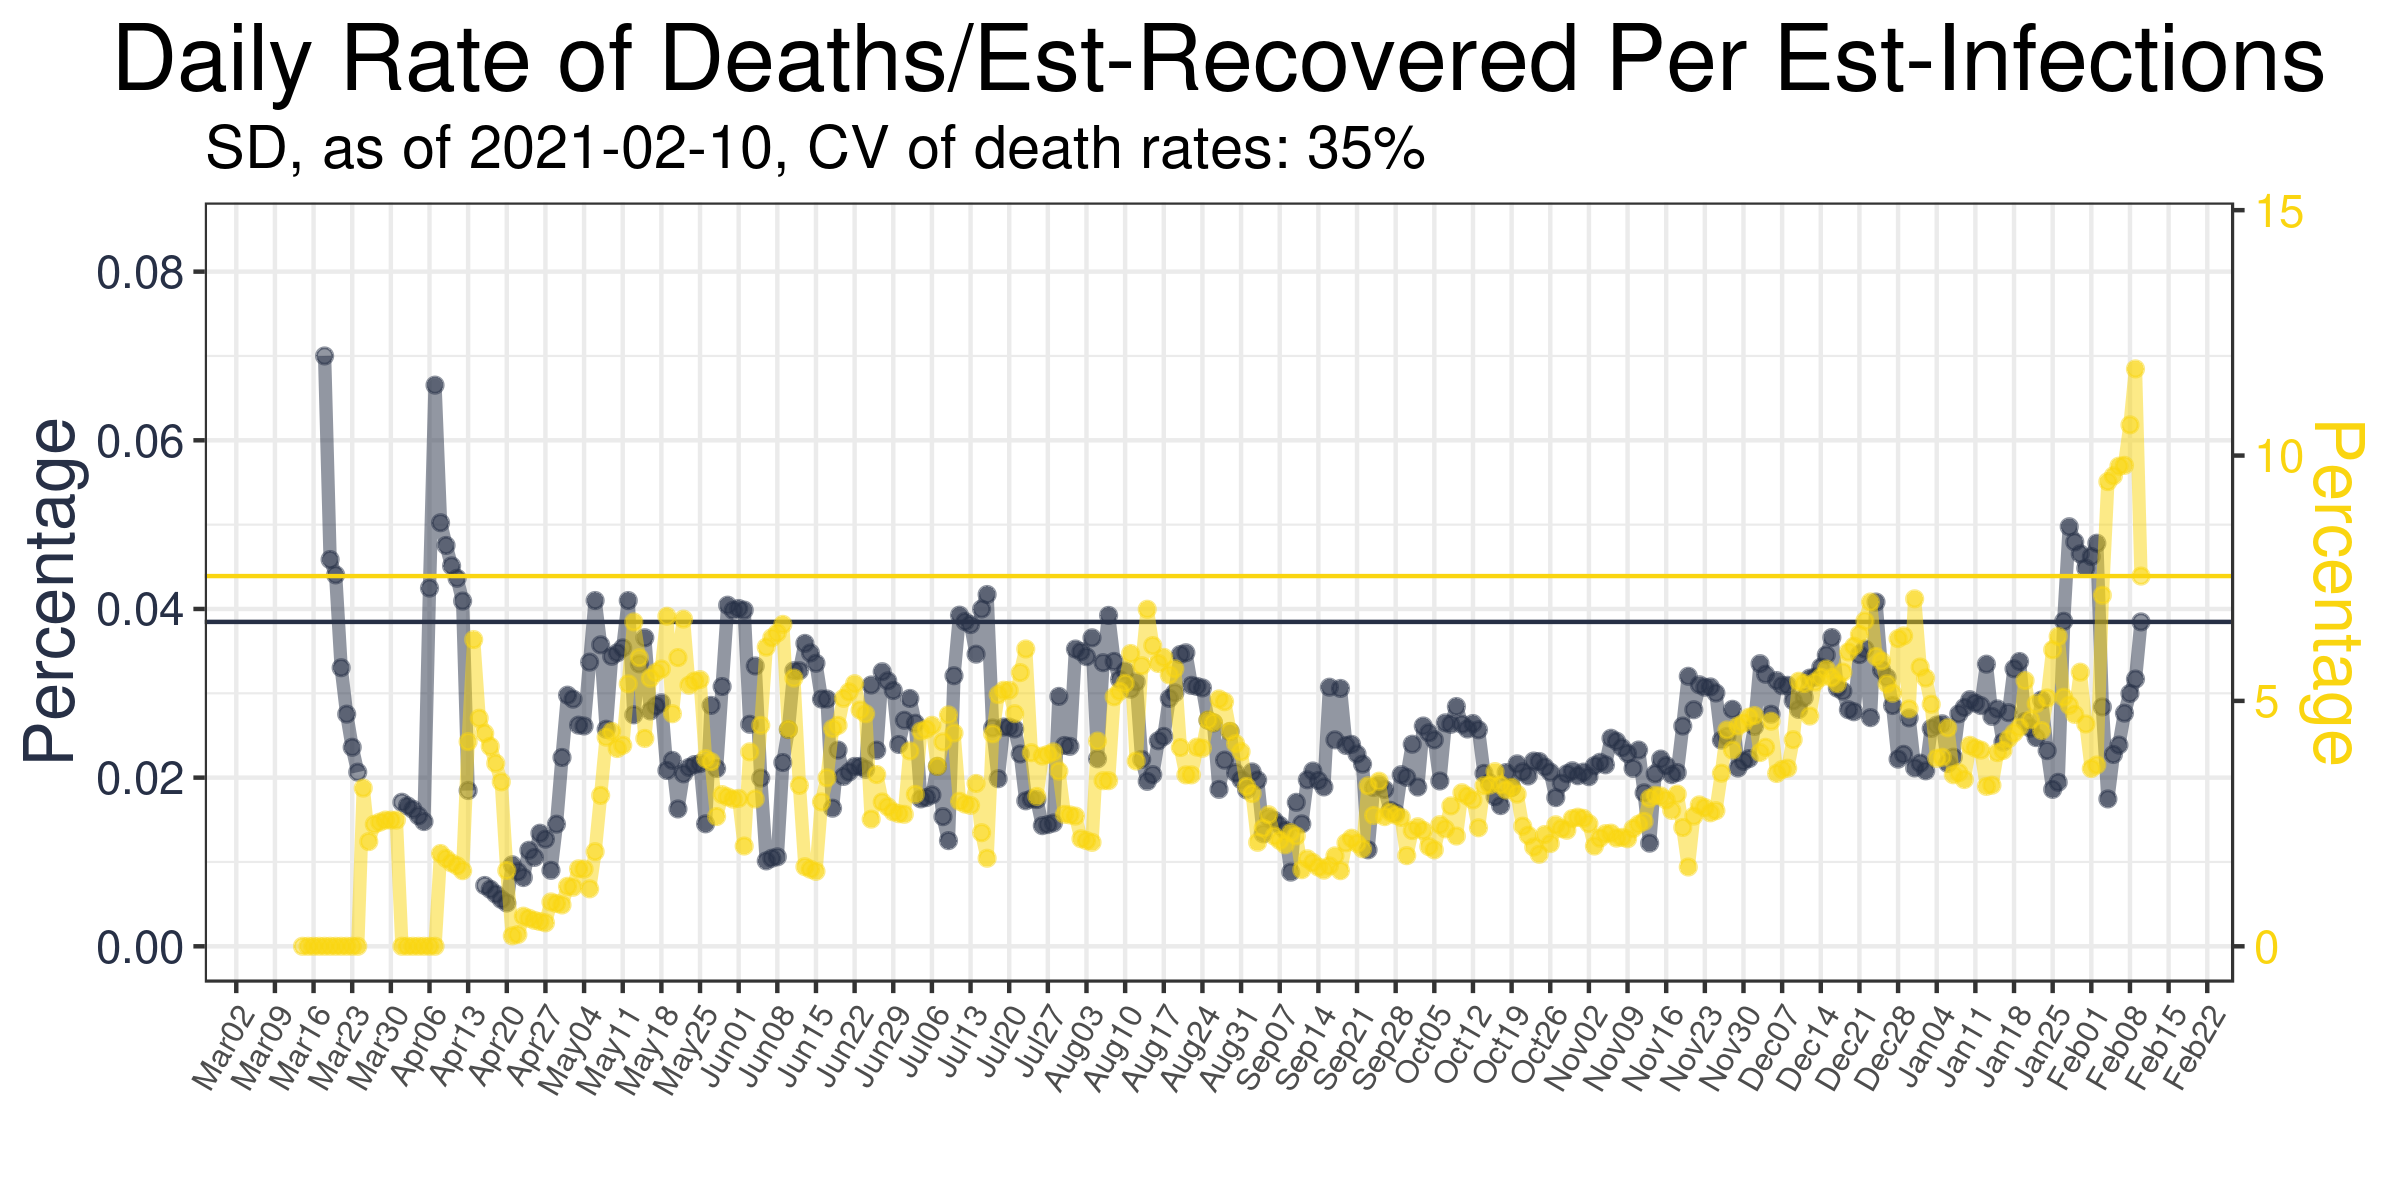 Daily Rate of Deaths/Est-Recovered Per Est-Infections
SD, as of 2021-02-10, CV of death rates: 35%
Percentage
0.08
0.06
0.04
0.02
0.00
15
10
5
0
Percentage
Mar02
Mar09
Mar16
Mar23
Mar30
Apr06
Apr13
Apr20
Apr27
May04
May11
May18
May25
Jun01
Jun08
Jun15
Jun22
Jun29
Jul06
Jul13
Jul20
Jul27
Aug03
Aug10
Aug17
Aug24
Aug31
Sep07
Sep14
Sep21
Sep28
Oct05
Oct12
Oct19
Oct26
Nov02
Nov09
Nov16
Nov23
Nov30
Dec07
Dec14
Dec21
Dec28
Jan04
Jan11
Jan18
Jan25
Feb01
Feb08
Feb15
Feb22